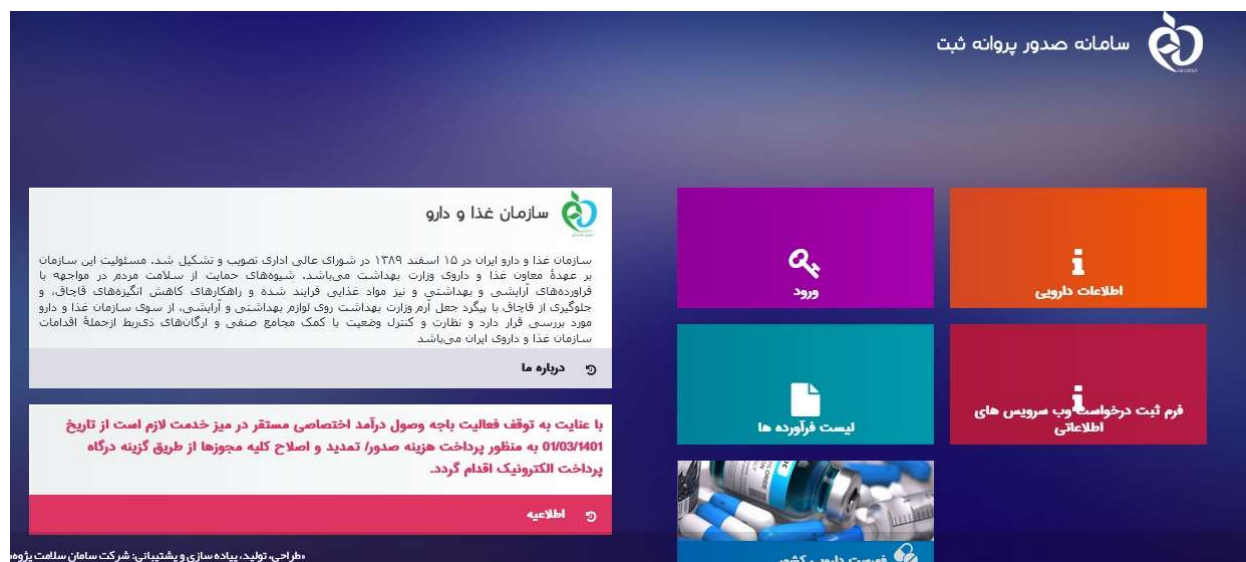 سامانه صدور پروانه ثبت
اطلاعات دارویی
ورود
فرم ثبت درخواست وب سرویس های
اطلاعاتی
لیست فرآورده ها
فهرست دارویی کشور
سازمان غذا و دارو
سازمان غذا و دارو ایران در ۱۵ اسفند ۱۳۸۹ در شورای عالی اداری تصویب و تشکیل شد. مسئولیت این سازمان
بر عهدهٔ معاون غذا و داروی وزارت بهداشت می‌باشد. شیوه‌های حمایت از سلامت مردم در مواجهه با
فراورده‌های آرایشی و بهداشتی و نیز مواد غذایی فرایند شده و راهکارهای کاهش انگیزه‌های قاچاق، و
جلوگیری از قاچاق با پیگرد جعل آرم وزارت بهداشت روی لوازم بهداشتی و آرایشی، از سوی سازمان غذا و دارو
مورد بررسی قرار دارد و نظارت و کنترل وضعیت با کمک مجامع صنفی و ارگان‌های ذی‌ربط ازجملهٔ اقدامات
سازمان غذا و داروی ایران می‌باشد
درباره ما
با عنایت به توقف فعالیت باجه وصول درآمد اختصاصی مستقر در میز خدمت لازم است از تاریخ
01/03/1401 به منظور پرداخت هزینه صدور/ تمدید و اصلاح کلیه مجوزها از طریق گزینه درگاه
پرداخت الکترونیک اقدام گردد.
اطلاعیه
طراحی، تولید، پیاده سازی و پشتیبانی: شرکت سامان سلامت پژوه